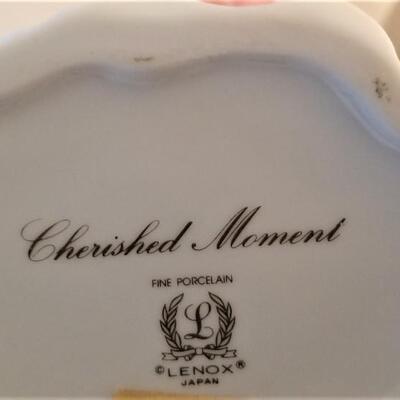 Cherished Moment
FINE PORCELAIN
L
© LENOX ®
JAPAN